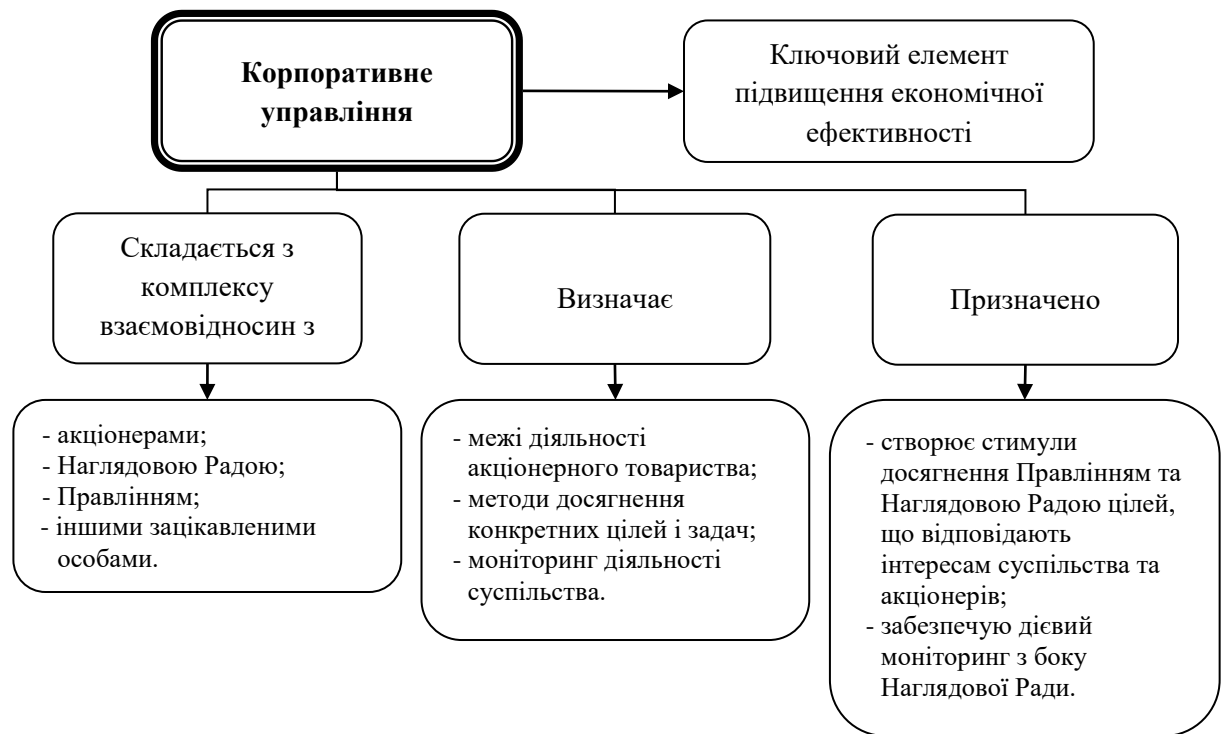 Корпоративне
управління
Ключовий елемент
підвищення економічної
ефективності
Складається з
комплексу
взаємовідносин з
Визначає
Призначено
- акціонерами;
- Наглядовою Радою;
- Правлінням;
- іншими зацікавленими
особами.
- межі діяльності
акціонерного товариства;
- методи досягнення
конкретних цілей і задач;
- моніторинг діяльності
суспільства.
- створює стимули
досягнення Правлінням та
Наглядовою Радою цілей,
що відповідають
інтересам суспільства та
акціонерів;
- забезпечую дієвий
моніторинг з боку
Наглядової Ради.